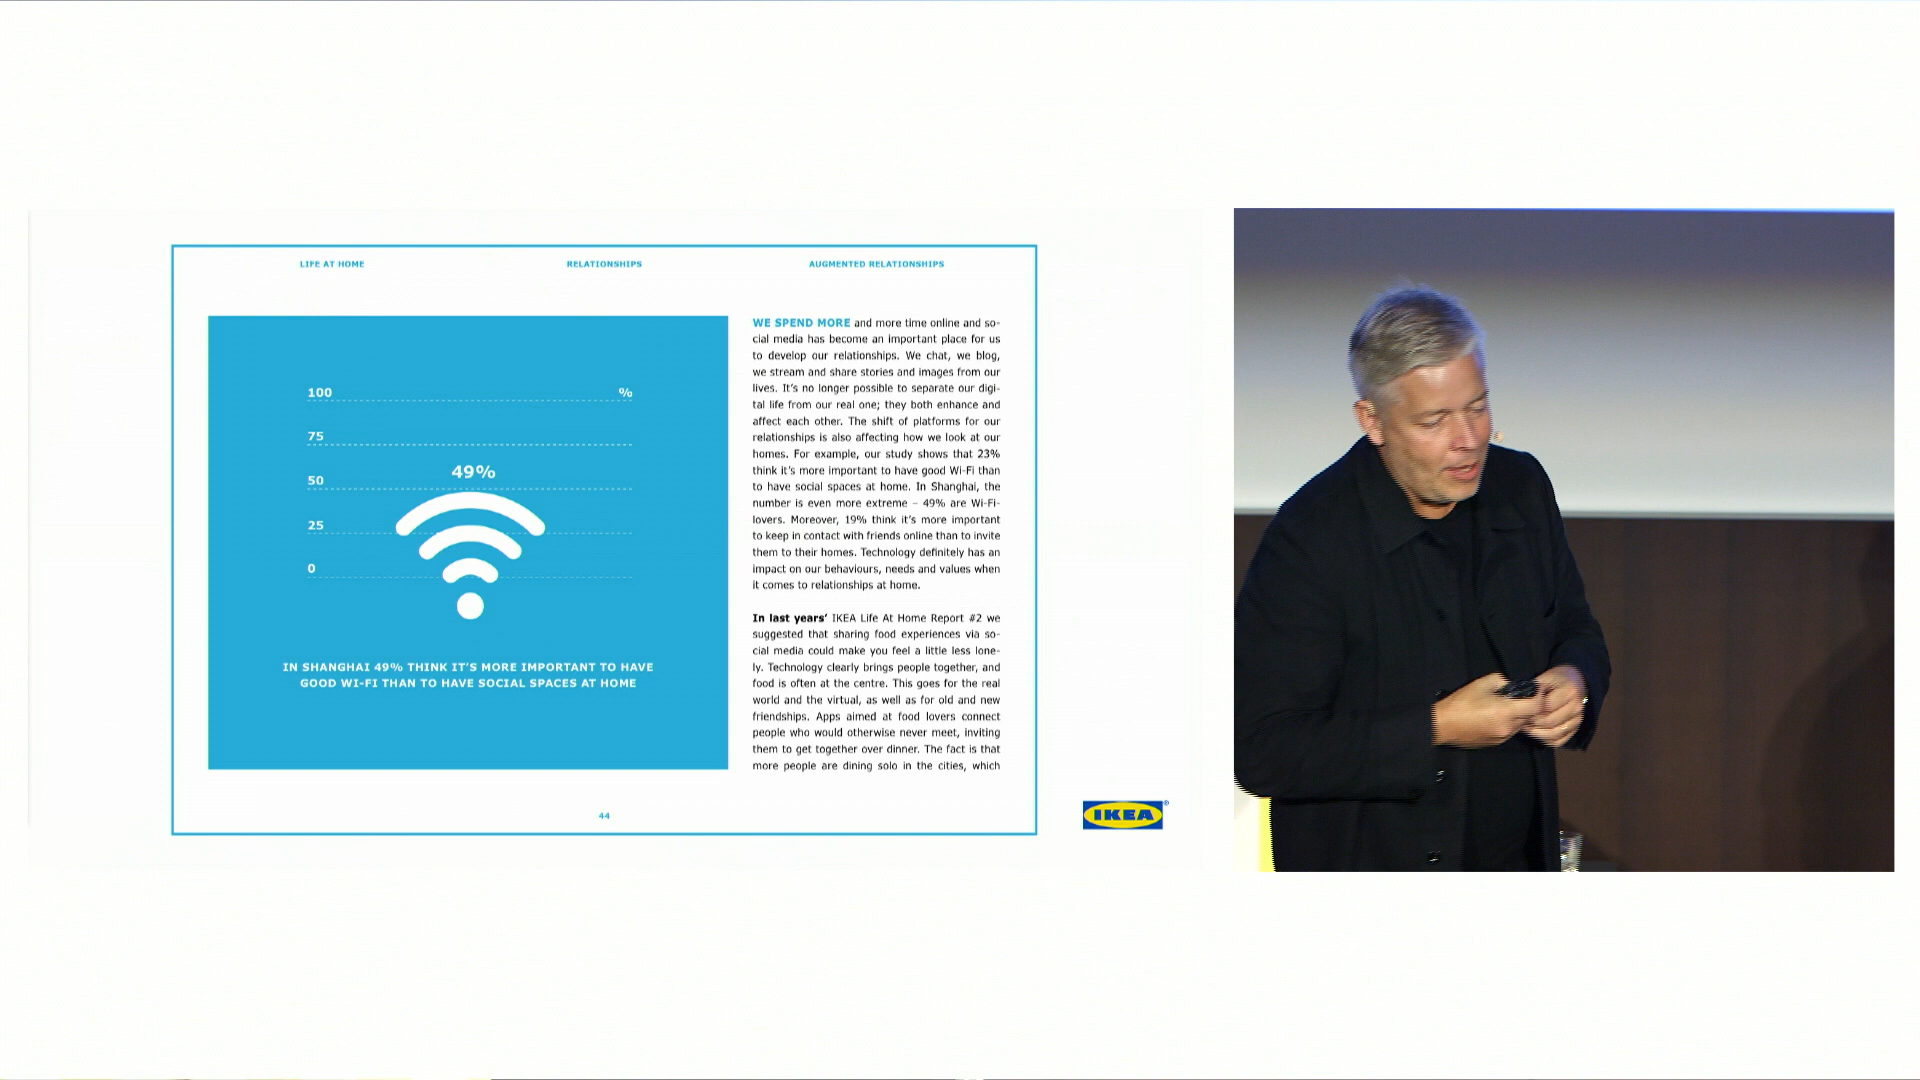 LIFE AT HOME
RELATIONSHIPS
AUGMENTED RELATIONSHIPS
100 %
75
49%
50
25
0
IN SHANGHAI 49% THINK IT'S MORE IMPORTANT TO HAVE
GOOD WI-FI THAN TO HAVE SOCIAL SPACES AT HOME
WE SPEND MORE and more time online and so-
cial media has become an important place for us
to develop our relationships. We chat, we blog,
we stream and share stories and images from our
lives. It's no longer possible to separate our digi-
tal life from our real one; they both enhance and
affect each other. The shift of platforms for our
relationships is also affecting how we look at our
homes. For example, our study shows that 23%
think it's more important to have good Wi-Fi than
to have social spaces at home. In Shanghai, the
number is even more extreme – 49% are Wi-Fi-
lovers. Moreover, 19% think it's more important
to keep in contact with friends online than to invite
them to their homes. Technology definitely has an
impact on our behaviours, needs and values when
it comes to relationships at home.
In last years' IKEA Life At Home Report #2 we
suggested that sharing food experiences via so-
cial media could make you feel a little less lone-
ly. Technology clearly brings people together, and
food is often at the centre. This goes for the real
world and the virtual, as well as for old and new
friendships. Apps aimed at food lovers connect
people who would otherwise never meet, inviting
them to get together over dinner. The fact is that
more people are dining solo in the cities, which
44
IKEA®